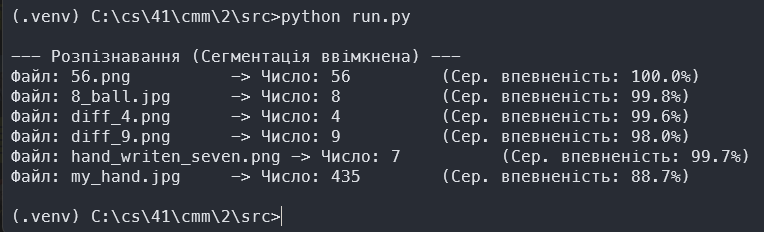 (.venv) C:\cs\41\cmm\2\src>python run.py
--- Розпізнавання (Сегментація ввімкнена) ---
Файл: 56.png -> Число: 56 (Сер. впевненість: 100.0%)
Файл: 8_ball.jpg -> Число: 8 (Сер. впевненість: 99.8%)
Файл: diff_4.png -> Число: 4 (Сер. впевненість: 99.6%)
Файл: diff_9.png -> Число: 9 (Сер. впевненість: 98.0%)
Файл: hand_writen_seven.png -> Число: 7 (Сер. впевненість: 99.7%)
Файл: my_hand.jpg -> Число: 435 (Сер. впевненість: 88.7%)
(.venv) C:\cs\41\cmm\2\src>